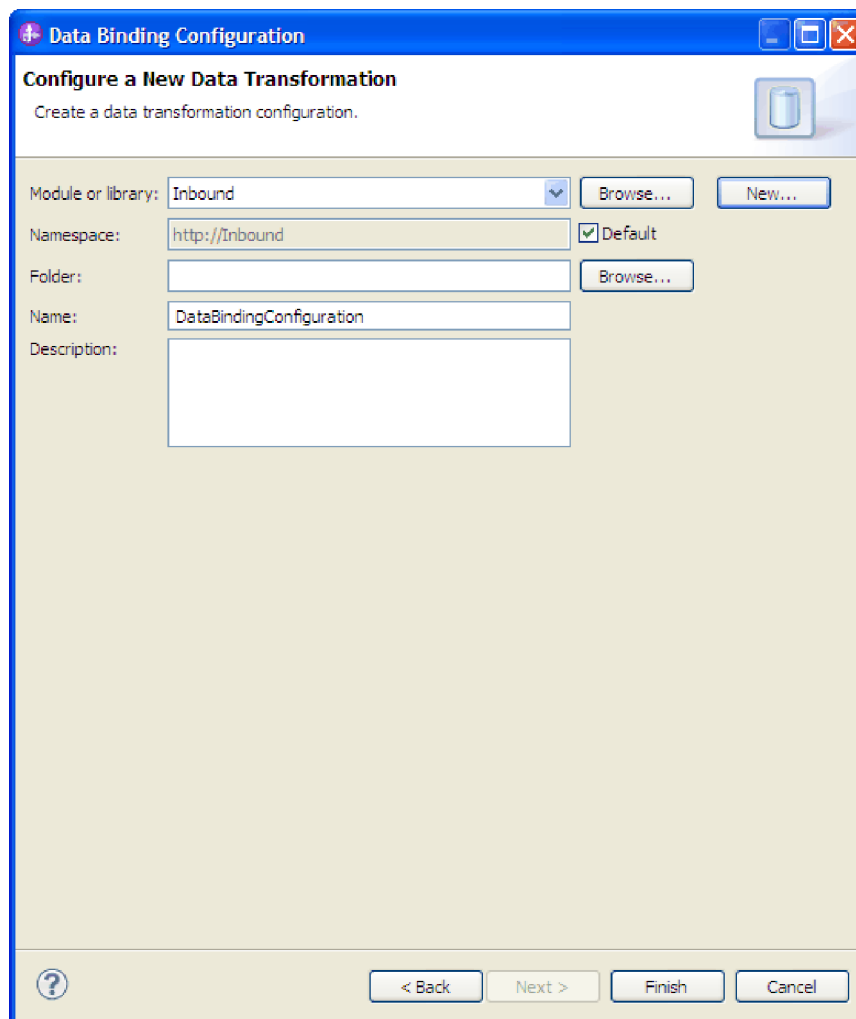 Data Binding Configuration
Configure a New Data Transformation
Create a data transformation configuration.
Module or library: Inbound Browse... New...
Namespace: http://Inbound Default
Folder: Browse...
Name: DataBindingConfiguration
Description:
? < Back Next > Finish Cancel